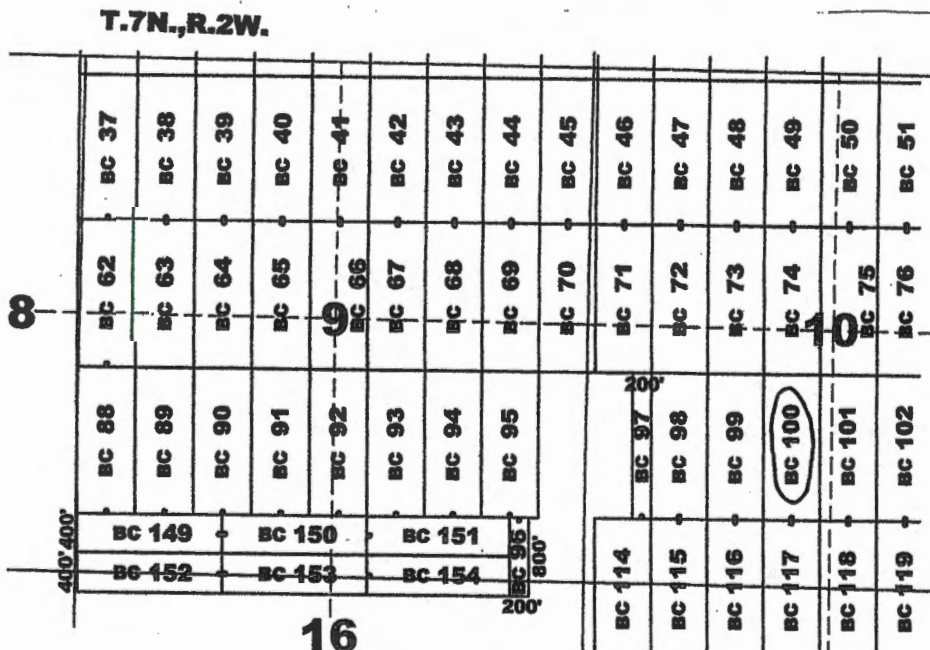 T.7N.,R.2W.
BC 37
BC 38
BC 39
BC 40
BC 41
BC 42
BC 43
BC 44
BC 45
BC 46
BC 47
BC 48
BC 49
BC 50
BC 51
BC 62
BC 63
BC 64
BC 65
BC 66
BC 67
BC 68
BC 69
BC 70
BC 71
BC 72
BC 73
BC 74
BC 75
BC 76
8
9
10
200'
BC 88
BC 89
BC 90
BC 91
BC 92
BC 93
BC 94
BC 95
BC 97
BC 98
BC 99
BC 100
BC 101
BC 102
400'
BC 149
BC 150
BC 151
BC 96
800'
400'
BC 152
BC 153
BC 154
200'
BC 114
BC 115
BC 116
BC 117
BC 118
BC 119
16